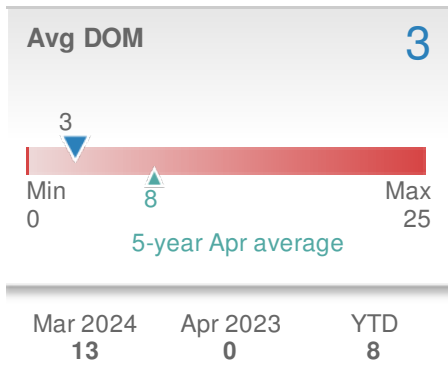 Avg DOM 3
3
8
Min Max
0 25
5-year Apr average
Mar 2024 Apr 2023 YTD
13 0 8